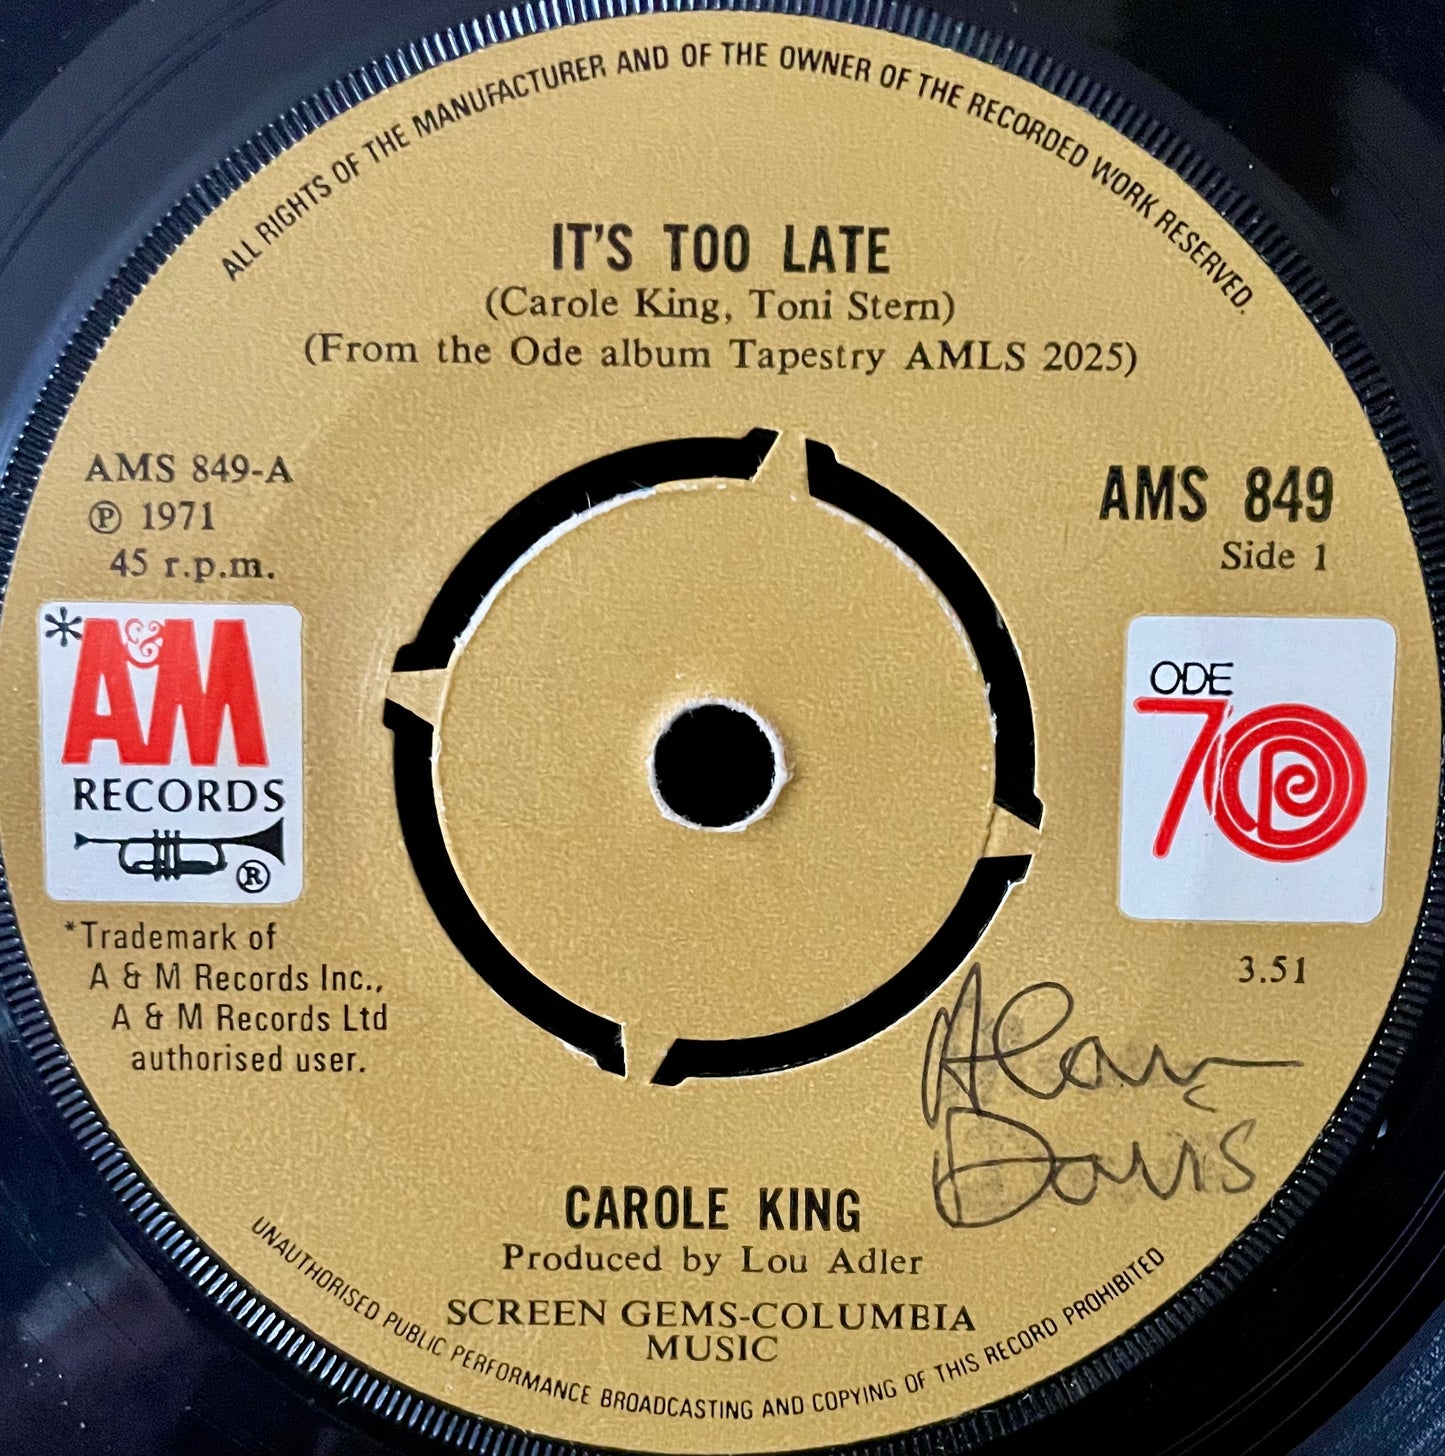 ALL RIGHTS OF THE MANUFACTURER AND OF THE OWNER OF THE RECORDED WORK RESERVED.
IT'S TOO LATE
(Carole King, Toni Stern)
(From the Ode album Tapestry AMLS 2025)
AMS 849-A
℗ 1971
45 r.p.m.
AMS 849
Side 1
*A&M
RECORDS
®
ODE
70
*Trademark of
A & M Records Inc.,
A & M Records Ltd
authorised user.
3.51
Alan
Davis
CAROLE KING
Produced by Lou Adler
SCREEN GEMS-COLUMBIA
MUSIC
UNAUTHORISED PUBLIC PERFORMANCE BROADCASTING AND COPYING OF THIS RECORD PROHIBITED